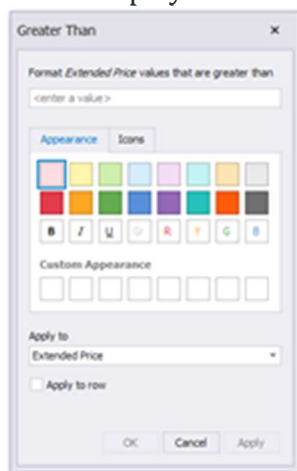 Greater Than
Format Extended Price values that are greater than
<enter a value>
Appearance Icons
B I U Gr R Y G B
Custom Appearance
Apply to
Extended Price
Apply to row
OK Cancel Apply